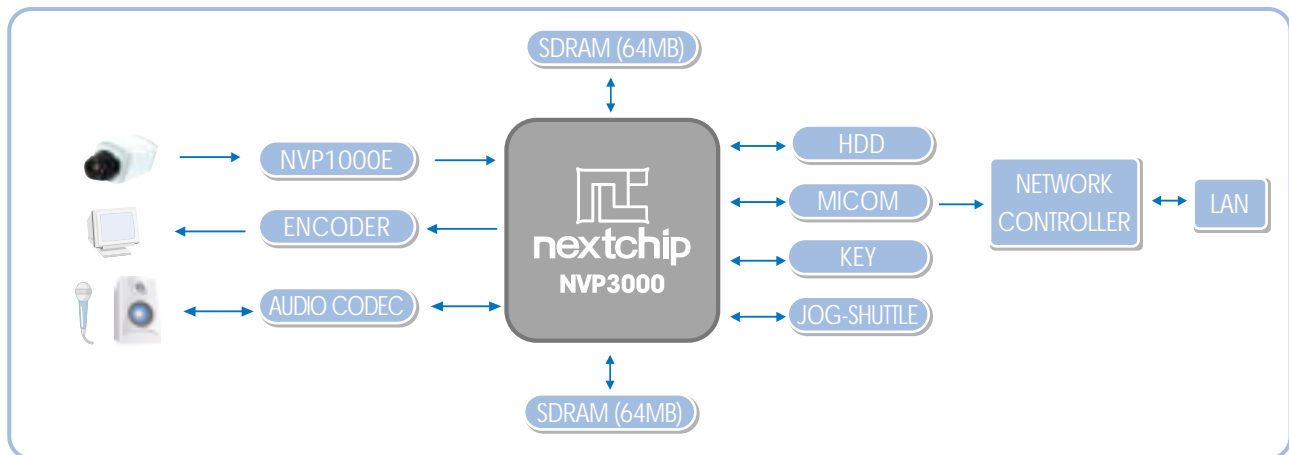 SDRAM (64MB)
NVP1000E
ENCODER
AUDIO CODEC
nextchip
NVP3000
HDD
MICOM
KEY
JOG-SHUTTLE
NETWORK
CONTROLLER
LAN
SDRAM (64MB)